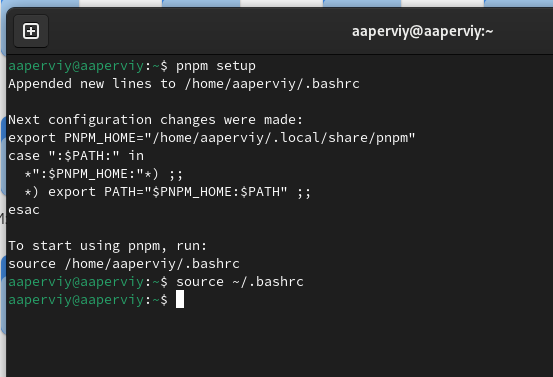 aaperviy@aaperviy:~
aaperviy@aaperviy:~$ pnpm setup
Appended new lines to /home/aaperviy/.bashrc

Next configuration changes were made:
export PNPM_HOME="/home/aaperviy/.local/share/pnpm"
case ":$PATH:" in
  *":$PNPM_HOME:"*) ;;
  *) export PATH="$PNPM_HOME:$PATH" ;;
esac

To start using pnpm, run:
source /home/aaperviy/.bashrc
aaperviy@aaperviy:~$ source ~/.bashrc
aaperviy@aaperviy:~$